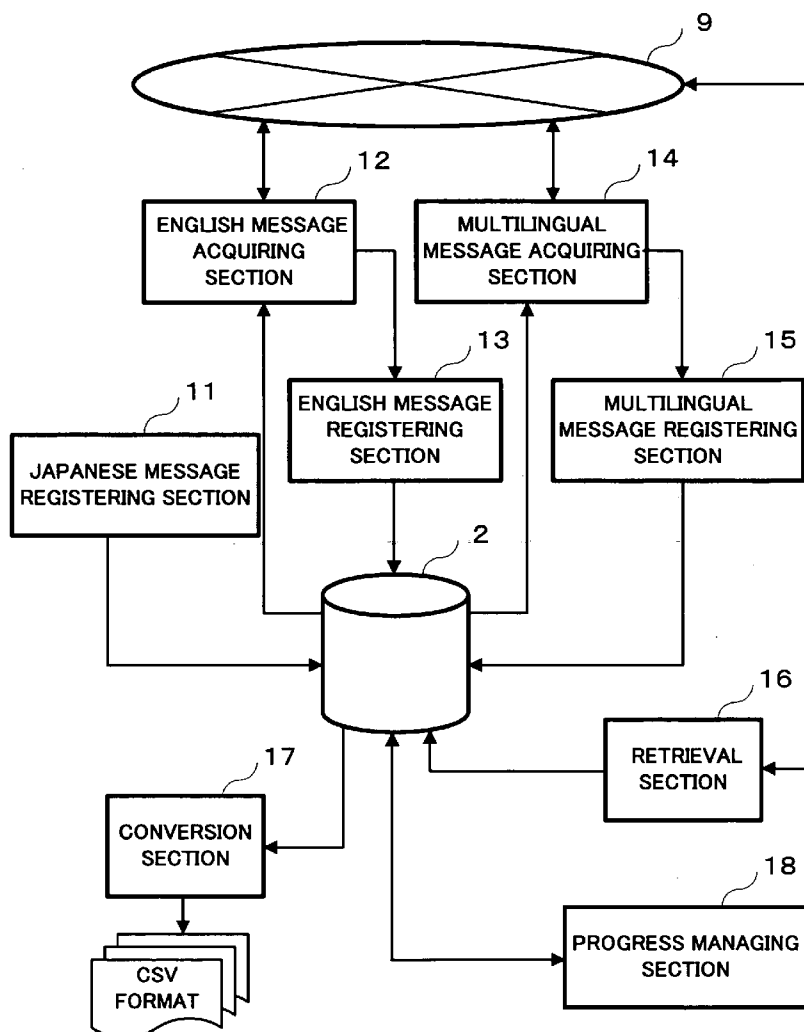 9
12
14
ENGLISH MESSAGE
ACQUIRING
SECTION
MULTILINGUAL
MESSAGE ACQUIRING
SECTION
13
15
11
ENGLISH MESSAGE
REGISTERING
SECTION
MULTILINGUAL
MESSAGE REGISTERING
SECTION
JAPANESE MESSAGE
REGISTERING SECTION
2
16
17
RETRIEVAL
SECTION
CONVERSION
SECTION
18
PROGRESS MANAGING
SECTION
CSV
FORMAT